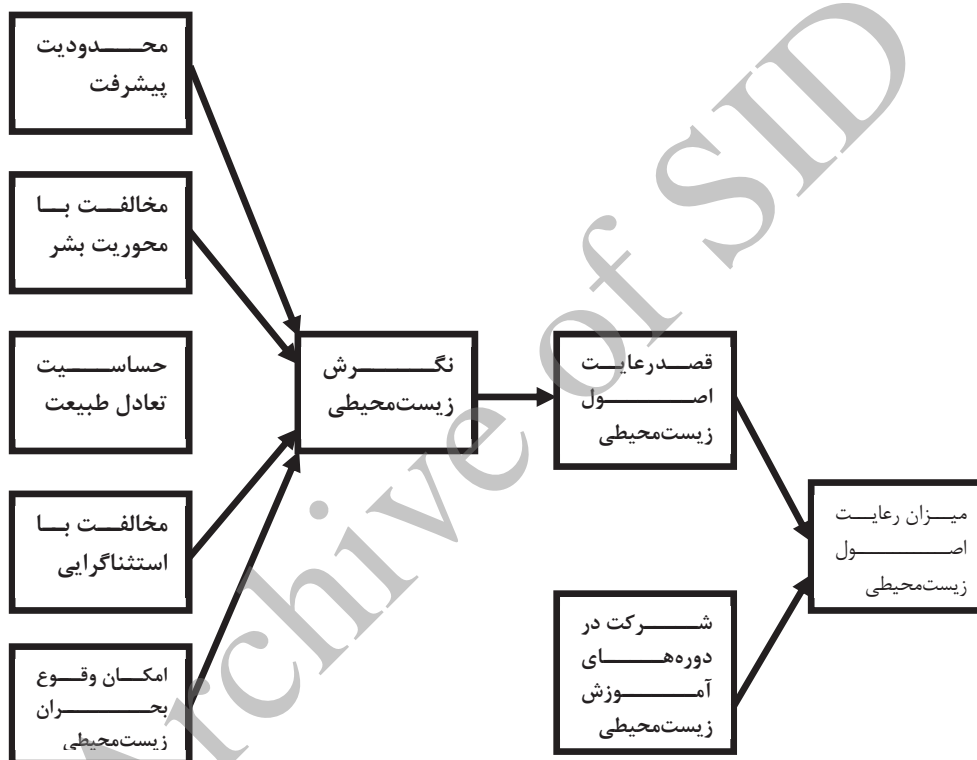 محدودیت
پیشرفت
مخالفت با
محوریت بشر
حساسیت
تعادل طبیعت
مخالفت با
استثناگرایی
امکان وقوع
بحران
زیست‌محیطی
نگرش
زیست‌محیطی
قصدرعایت
اصول
زیست‌محیطی
شرکت در
دوره‌های
آموزش
زیست‌محیطی
میزان رعایت
اصول
زیست‌محیطی
Archive of SID